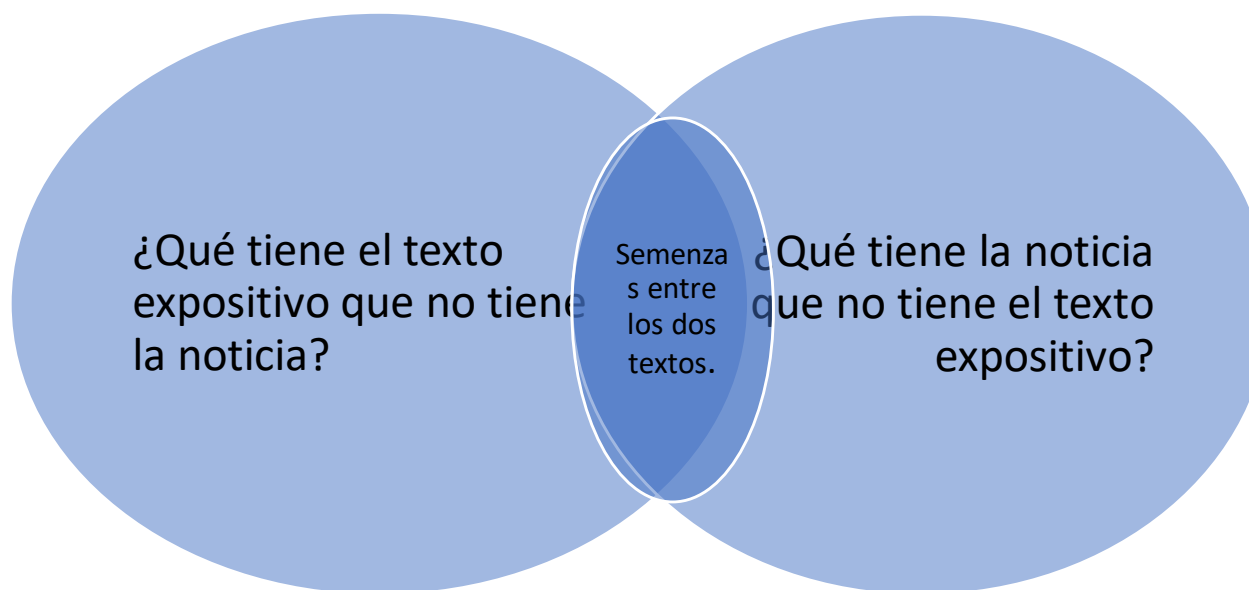 ¿Qué tiene el texto
expositivo que no tiene
la noticia?
Semenza
s entre
los dos
textos.
¿Qué tiene la noticia
que no tiene el texto
expositivo?